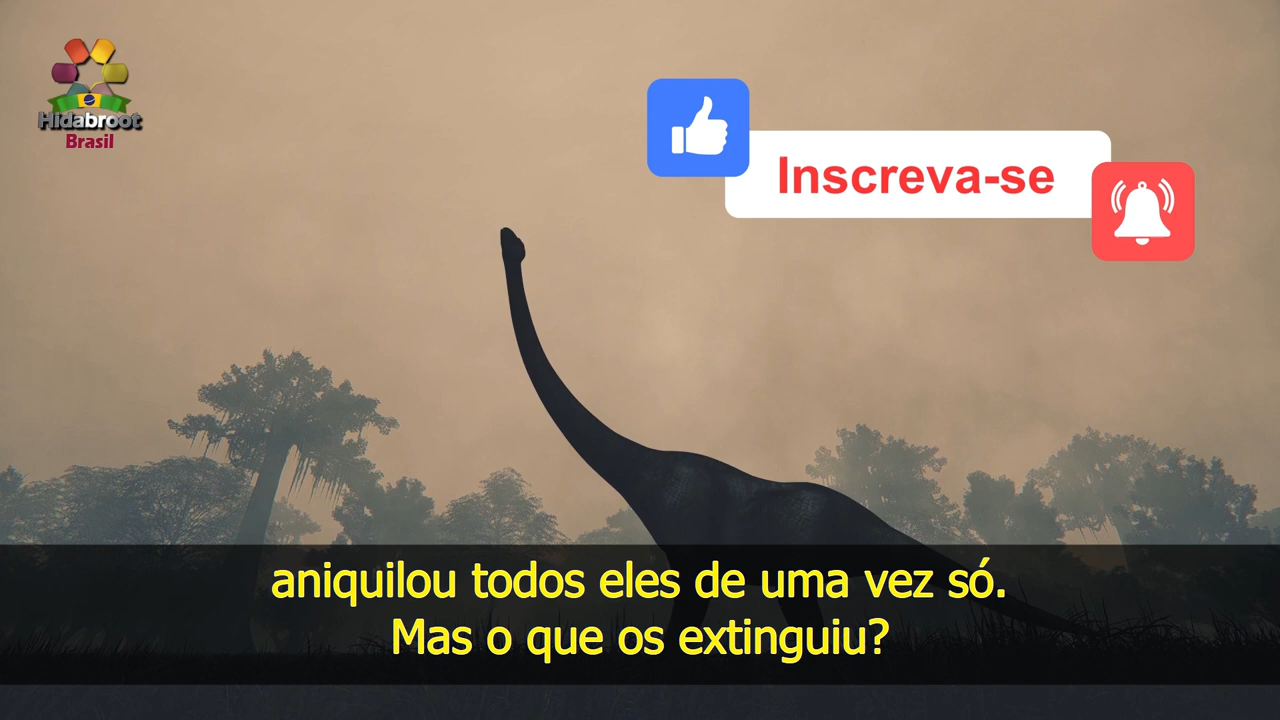 Hidabroot
Brasil
Inscreva-se
aniquilou todos eles de uma vez só.
Mas o que os extinguiu?